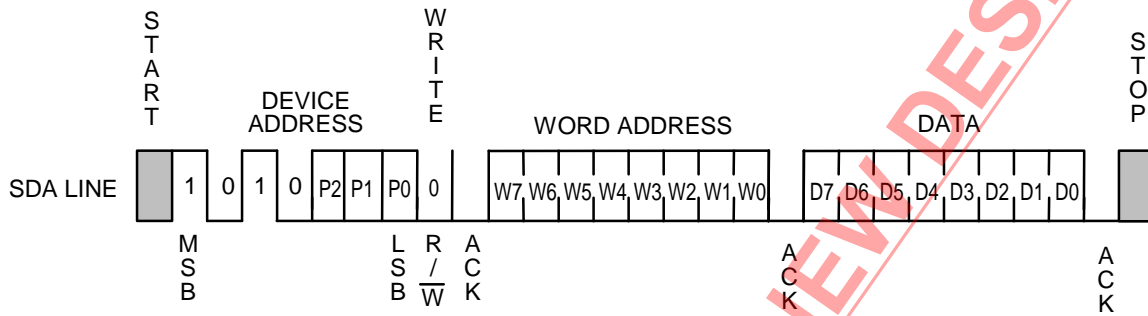 START
WRITE
STOP
DEVICE
ADDRESS
WORD ADDRESS
DATA
SDA LINE
1 0 1 0 P2 P1 P0 0
W7 W6 W5 W4 W3 W2 W1 W0
D7 D6 D5 D4 D3 D2 D1 D0
MSB
LSB
R/W̅
ACK
ACK
ACK
EW DES